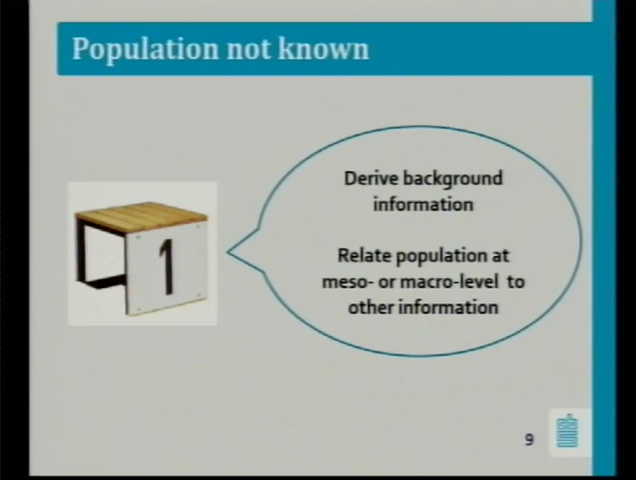 Population not known
1
Derive background
information
Relate population at
meso- or macro-level to
other information
9